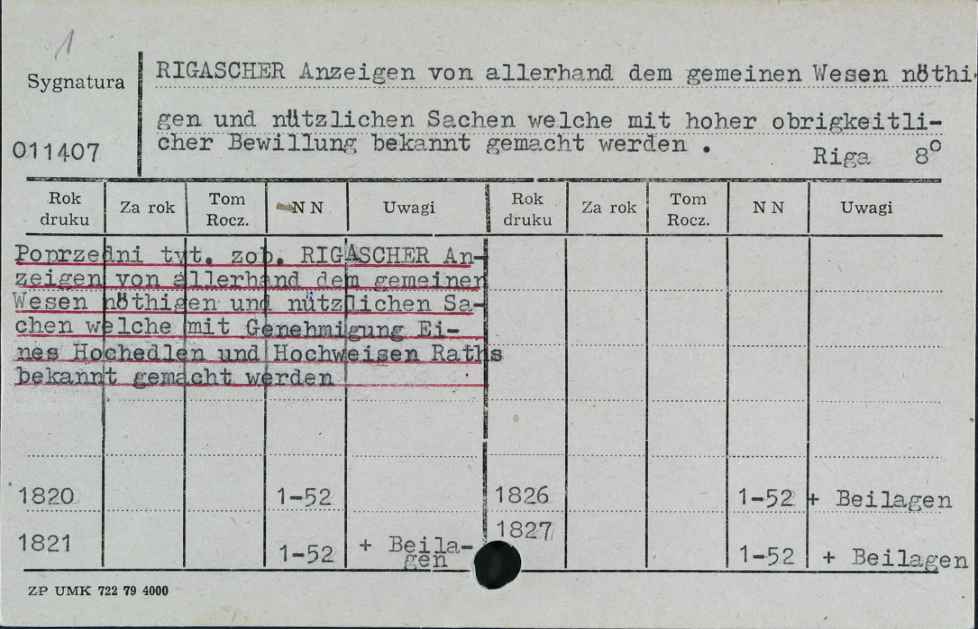 1
Sygnatura
011407
RIGASCHER Anzeigen von allerhand dem gemeinen Wesen nöthi-
gen und nützlichen Sachen welche mit hoher obrigkeitli-
cher Bewillung bekannt gemacht werden .
Riga 8°
Rok druku Za rok Tom Rocz. N N Uwagi Rok druku Za rok Tom Rocz. N N Uwagi
Poprzedni tyt. zob. RIGASCHER An-
zeigen von allerhand dem gemeinen
Wesen nöthigen und nützlichen Sa-
chen welche mit Genehmigung Ei-
nes Hochedlen und Hochweisen Raths
bekannt gemacht werden
1820 1-52 1826 1-52 + Beilagen
1821 1-52 + Beila-
gen
1827 1-52 + Beilagen
ZP UMK 722 79 4000